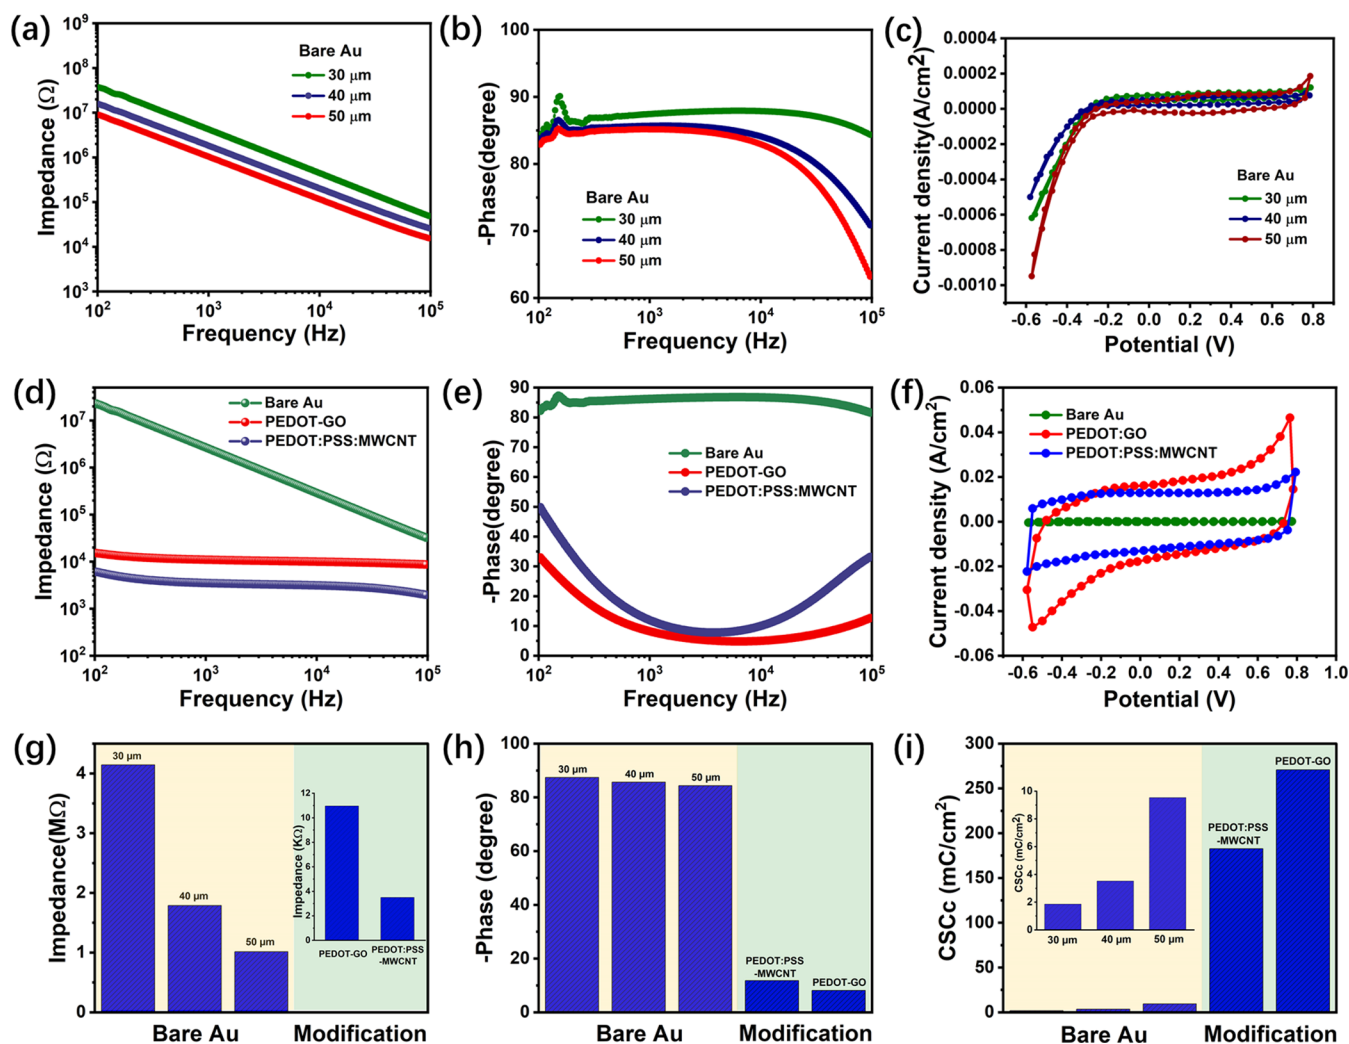 (a)
Impedance (Ω)
10⁹
10⁸
10⁷
10⁶
10⁵
10⁴
10³
Bare Au
30 μm
40 μm
50 μm
10² 10³ 10⁴ 10⁵
Frequency (Hz)
(b)
-Phase(degree)
100
90
80
70
60
Bare Au
30 μm
40 μm
50 μm
10² 10³ 10⁴ 10⁵
Frequency (Hz)
(c)
Current density(A/cm²)
0.0004
0.0002
0.0000
-0.0002
-0.0004
-0.0006
-0.0008
-0.0010
Bare Au
30 μm
40 μm
50 μm
-0.6 -0.4 -0.2 0.0 0.2 0.4 0.6 0.8
Potential (V)
(d)
Impedance (Ω)
10⁷
10⁶
10⁵
10⁴
10³
10²
Bare Au
PEDOT-GO
PEDOT:PSS:MWCNT
10² 10³ 10⁴ 10⁵
Frequency (Hz)
(e)
-Phase(degree)
90
80
70
60
50
40
30
20
10
0
Bare Au
PEDOT-GO
PEDOT:PSS:MWCNT
10² 10³ 10⁴ 10⁵
Frequency (Hz)
(f)
Current density (A/cm²)
0.06
0.04
0.02
0.00
-0.02
-0.04
-0.06
Bare Au
PEDOT:GO
PEDOT:PSS:MWCNT
-0.6 -0.4 -0.2 0.0 0.2 0.4 0.6 0.8 1.0
Potential (V)
(g)
Impedance(MΩ)
4
3
2
1
0
30 μm
40 μm
50 μm
Impedance (KΩ)
12
10
8
6
4
2
0
PEDOT-GO
PEDOT:PSS
-MWCNT
Bare Au Modification
(h)
-Phase (degree)
100
80
60
40
20
0
30 μm
40 μm
50 μm
PEDOT:PSS
-MWCNT
PEDOT-GO
Bare Au Modification
(i)
CSCc (mC/cm²)
300
250
200
150
100
50
25
0
CSCc (mC/cm²)
10
8
6
4
2
0
30 μm 40 μm 50 μm
PEDOT:PSS
-MWCNT
PEDOT-GO
Bare Au Modification